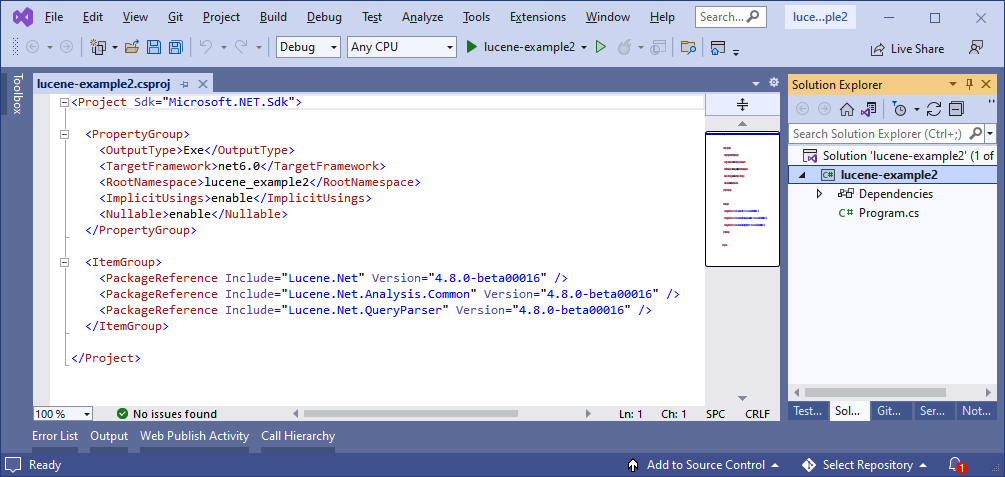 File Edit View Git Project Build Debug Test Analyze Tools Extensions Window Help Search... luce...ple2
Debug Any CPU lucene-example2 Live Share
Toolbox
lucene-example2.csproj
<Project Sdk="Microsoft.NET.Sdk">
<PropertyGroup>
<OutputType>Exe</OutputType>
<TargetFramework>net6.0</TargetFramework>
<RootNamespace>lucene_example2</RootNamespace>
<ImplicitUsings>enable</ImplicitUsings>
<Nullable>enable</Nullable>
</PropertyGroup>
<ItemGroup>
<PackageReference Include="Lucene.Net" Version="4.8.0-beta00016" />
<PackageReference Include="Lucene.Net.Analysis.Common" Version="4.8.0-beta00016" />
<PackageReference Include="Lucene.Net.QueryParser" Version="4.8.0-beta00016" />
</ItemGroup>
</Project>
100 % No issues found Ln: 1 Ch: 1 SPC CRLF
Solution Explorer
Search Solution Explorer (Ctrl+;)
Solution 'lucene-example2' (1 of
C# lucene-example2
Dependencies
C# Program.cs
Test... Sol... Git... Ser... Not...
Error List Output Web Publish Activity Call Hierarchy
Ready Add to Source Control Select Repository 1